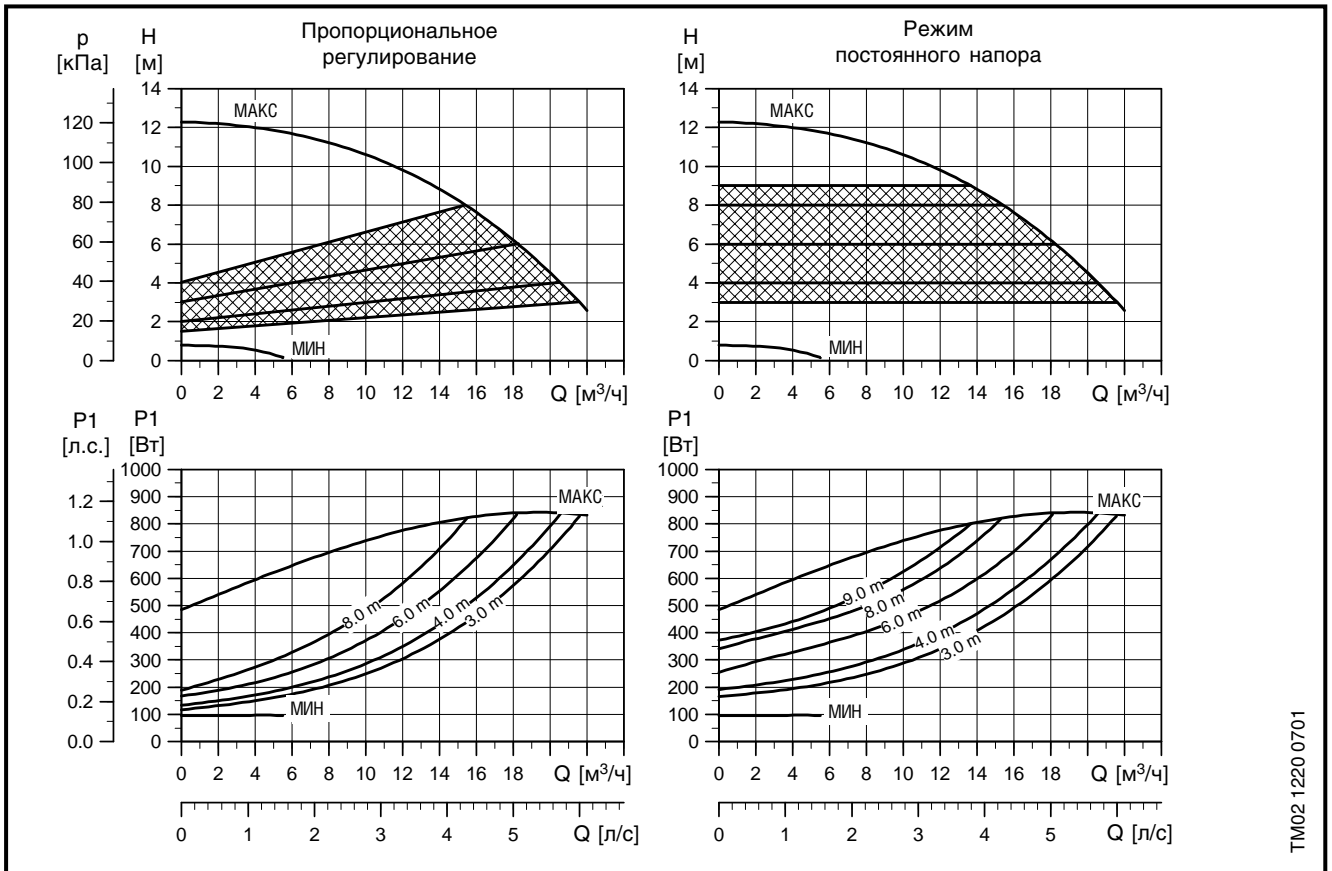 Пропорциональное
регулирование
p
[кПа]
H
[м]
14
12
10
8
6
4
2
0
120
100
80
60
40
20
0
МАКС
МИН
0 2 4 6 8 10 12 14 16 18 Q [м³/ч]
Режим
постоянного напора
H
[м]
14
12
10
8
6
4
2
0
МАКС
МИН
0 2 4 6 8 10 12 14 16 18 Q [м³/ч]
P1
[л.с.]
P1
[Вт]
1.2
1.0
0.8
0.6
0.4
0.2
0.0
1000
900
800
700
600
500
400
300
200
100
0
МАКС
8.0 m
6.0 m
4.0 m
3.0 m
МИН
0 2 4 6 8 10 12 14 16 18 Q [м³/ч]
0 1 2 3 4 5 Q [л/с]
P1
[Вт]
1000
900
800
700
600
500
400
300
200
100
0
МАКС
9.0 m
8.0 m
6.0 m
4.0 m
3.0 m
МИН
0 2 4 6 8 10 12 14 16 18 Q [м³/ч]
0 1 2 3 4 5 Q [л/с]
TM02 1220 0701